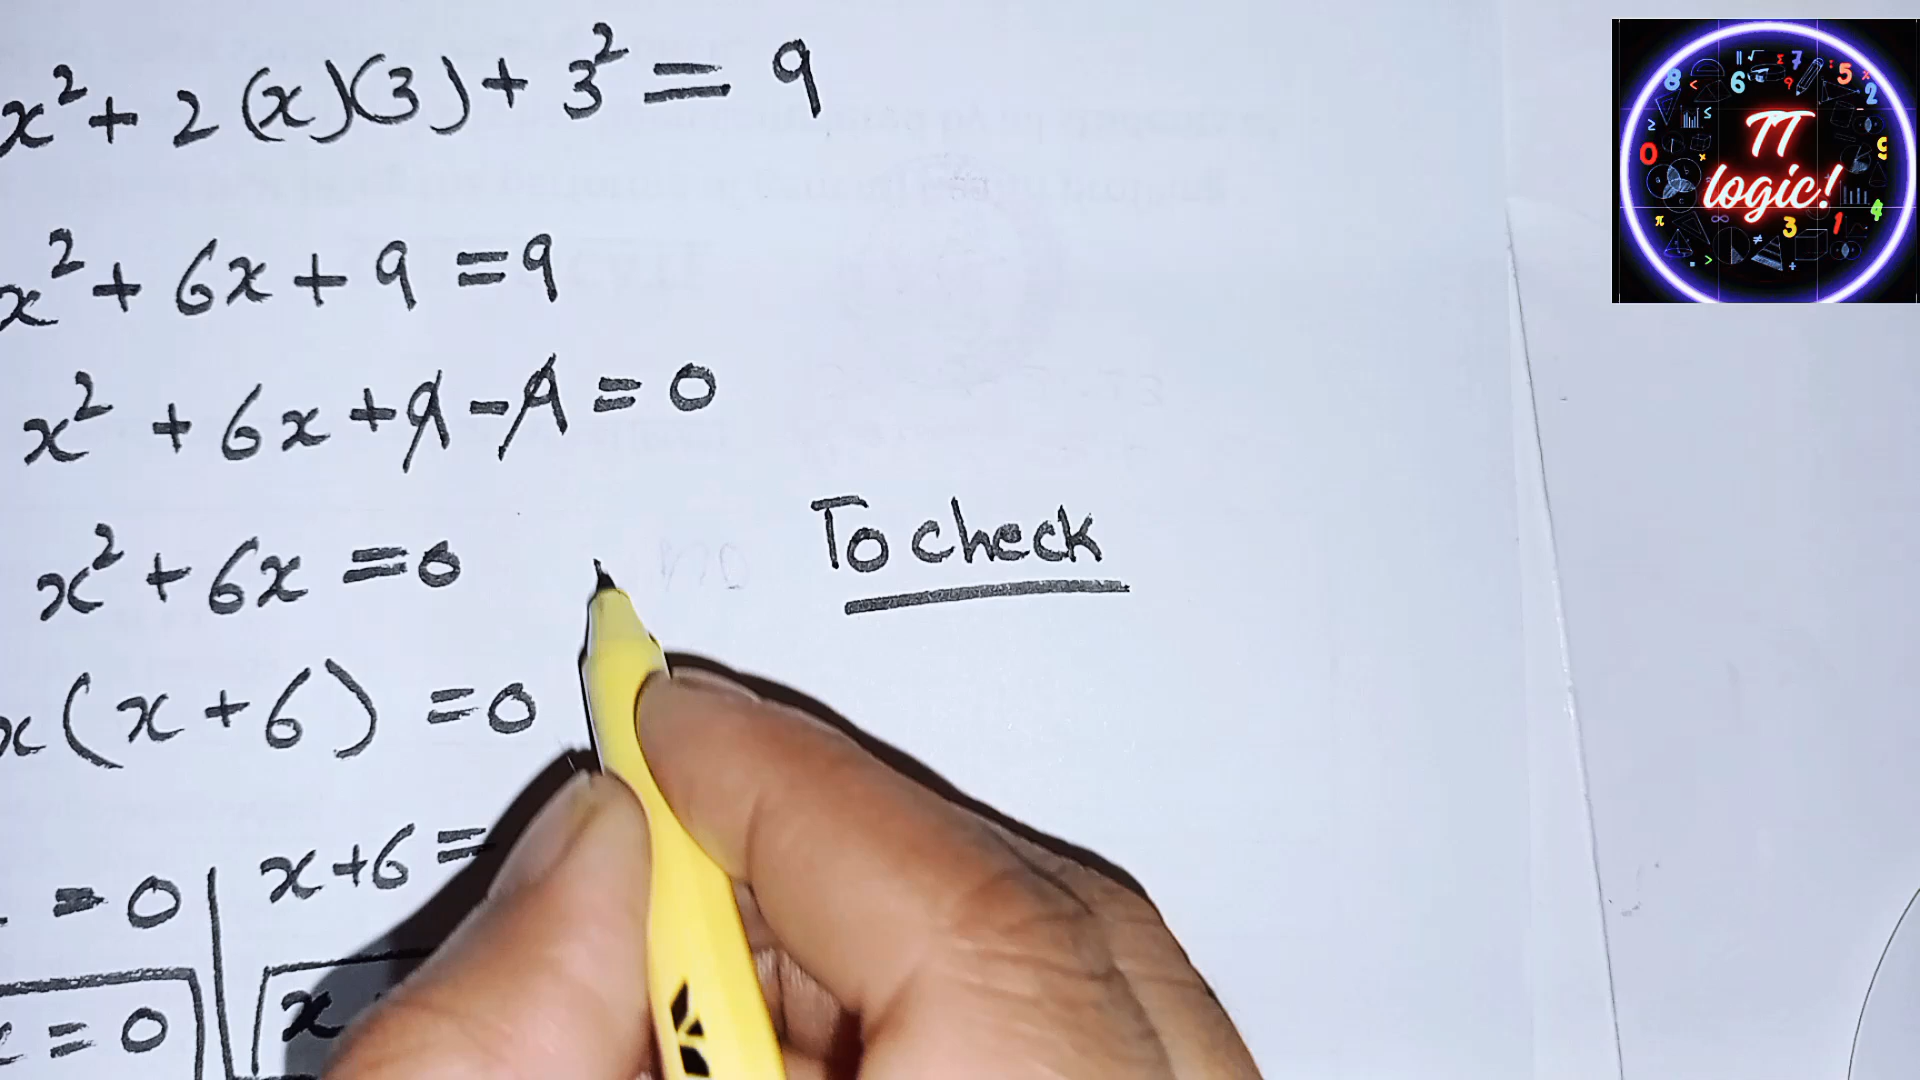 x² + 2(x)(3) + 3² = 9
x² + 6x + 9 = 9
x² + 6x + 9 - 9 = 0
x² + 6x = 0
x(x + 6) = 0
= 0 | x + 6 =
x = 0 | x
To check
TT
logic!